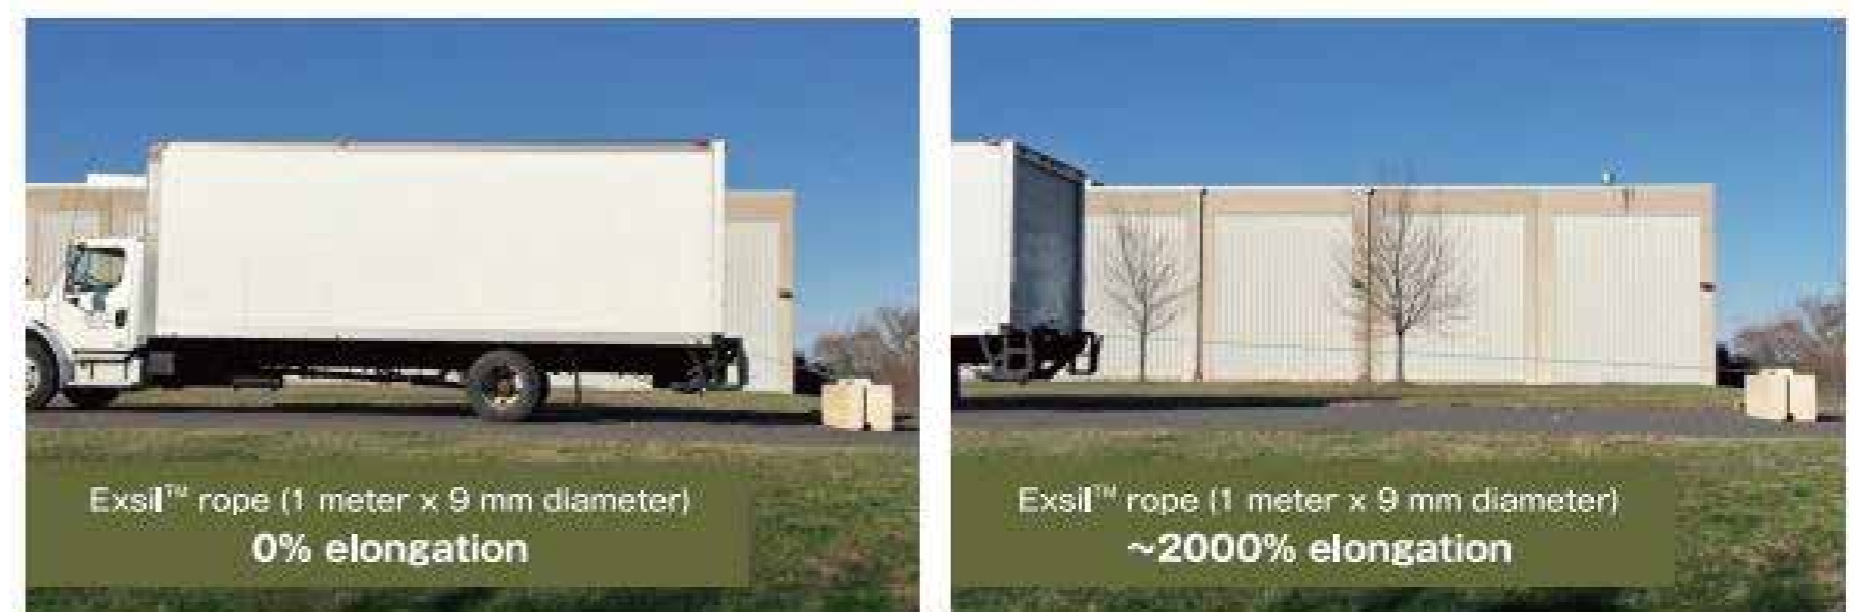 Exsil™ rope (1 meter x 9 mm diameter)
0% elongation
Exsil™ rope (1 meter x 9 mm diameter)
~2000% elongation